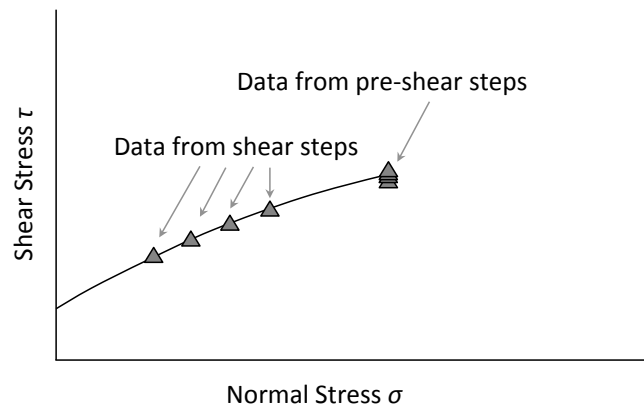 Data from pre-shear steps
Data from shear steps
Shear Stress τ
Normal Stress σ